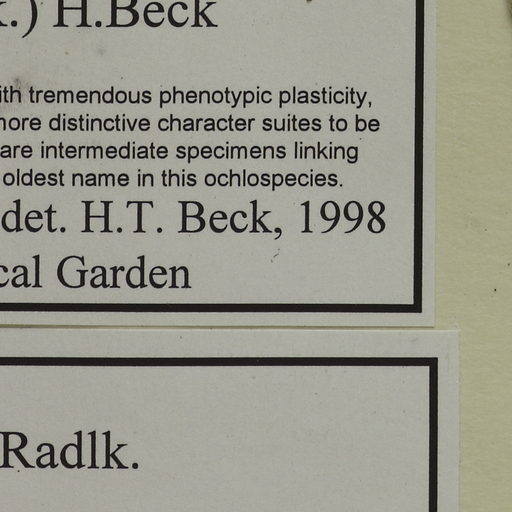 k.) H.Beck
ith tremendous phenotypic plasticity,
more distinctive character suites to be
are intermediate specimens linking
oldest name in this ochlospecies.
det. H.T. Beck, 1998
cal Garden
Radlk.